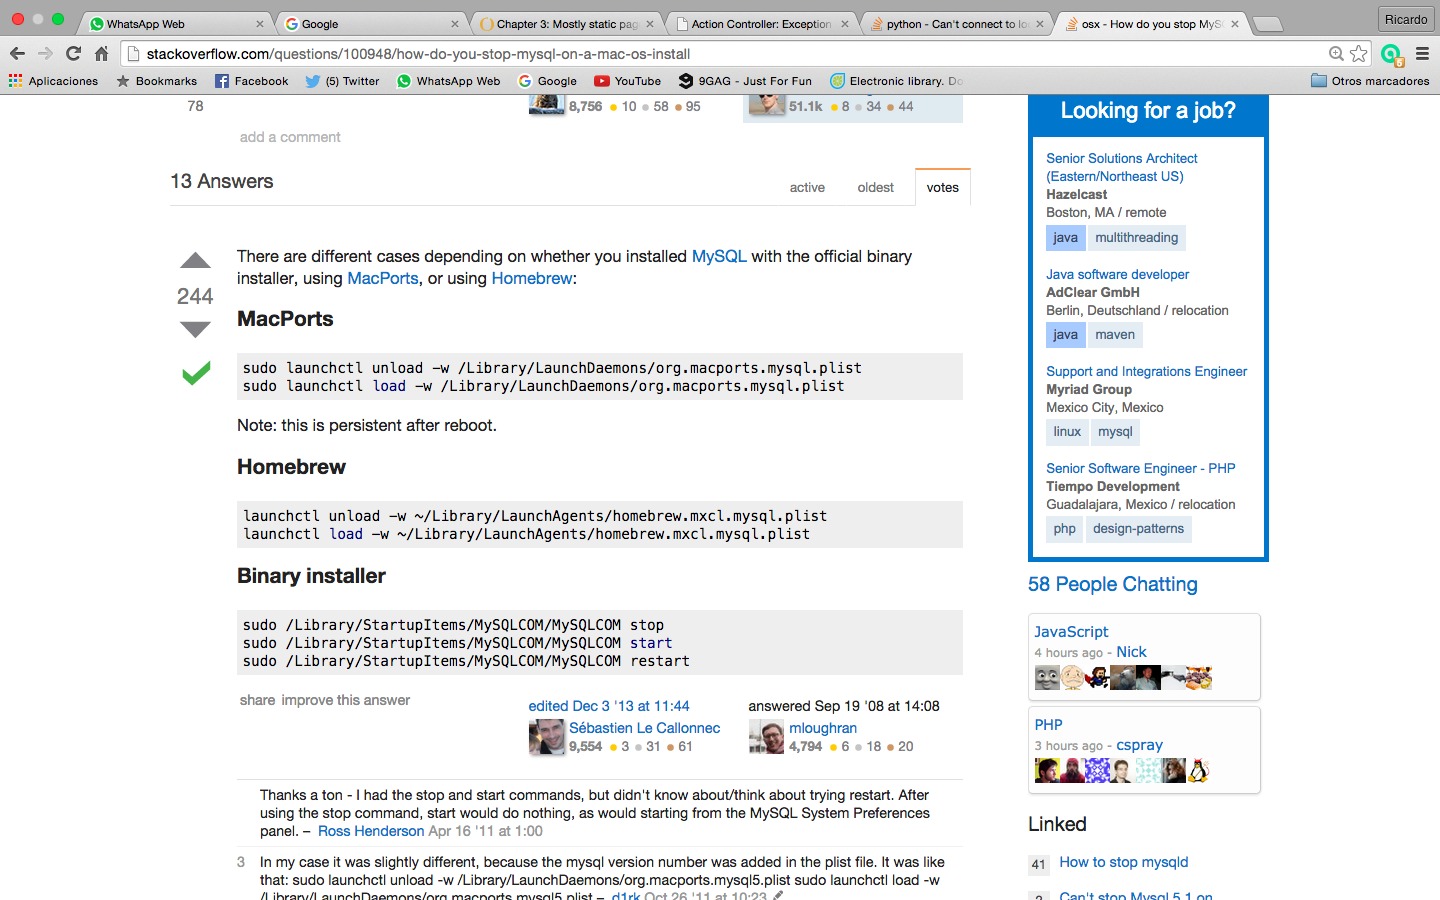 WhatsApp Web
Google
Chapter 3: Mostly static pag
Action Controller: Exception
python - Can't connect to lo
osx - How do you stop MyS
Ricardo
stackoverflow.com/questions/100948/how-do-you-stop-mysql-on-a-mac-os-install
Aplicaciones
Bookmarks
Facebook
(5) Twitter
WhatsApp Web
Google
YouTube
9GAG - Just For Fun
Electronic library. Do
Otros marcadores
78
8,756 10 58 95
51.1k 8 34 44
add a comment
13 Answers
active
oldest
votes
244
There are different cases depending on whether you installed MySQL with the official binary
installer, using MacPorts, or using Homebrew:
MacPorts
sudo launchctl unload -w /Library/LaunchDaemons/org.macports.mysql.plist
sudo launchctl load -w /Library/LaunchDaemons/org.macports.mysql.plist
Note: this is persistent after reboot.
Homebrew
launchctl unload -w ~/Library/LaunchAgents/homebrew.mxcl.mysql.plist
launchctl load -w ~/Library/LaunchAgents/homebrew.mxcl.mysql.plist
Binary installer
sudo /Library/StartupItems/MySQLCOM/MySQLCOM stop
sudo /Library/StartupItems/MySQLCOM/MySQLCOM start
sudo /Library/StartupItems/MySQLCOM/MySQLCOM restart
share improve this answer
edited Dec 3 '13 at 11:44
Sébastien Le Callonnec
9,554 3 31 61
answered Sep 19 '08 at 14:08
mloughran
4,794 6 18 20
Thanks a ton - I had the stop and start commands, but didn't know about/think about trying restart. After
using the stop command, start would do nothing, as would starting from the MySQL System Preferences
panel. – Ross Henderson Apr 16 '11 at 1:00
3 In my case it was slightly different, because the mysql version number was added in the plist file. It was like
that: sudo launchctl unload -w /Library/LaunchDaemons/org.macports.mysql5.plist sudo launchctl load -w
/Library/LaunchDaemons/org.macports.mysql5.plist – d1rk Oct 26 '11 at 10:23
Looking for a job?
Senior Solutions Architect
(Eastern/Northeast US)
Hazelcast
Boston, MA / remote
java multithreading
Java software developer
AdClear GmbH
Berlin, Deutschland / relocation
java maven
Support and Integrations Engineer
Myriad Group
Mexico City, Mexico
linux mysql
Senior Software Engineer - PHP
Tiempo Development
Guadalajara, Mexico / relocation
php design-patterns
58 People Chatting
JavaScript
4 hours ago - Nick
PHP
3 hours ago - cspray
Linked
41 How to stop mysqld
Can't stop Mysql 5.1 on